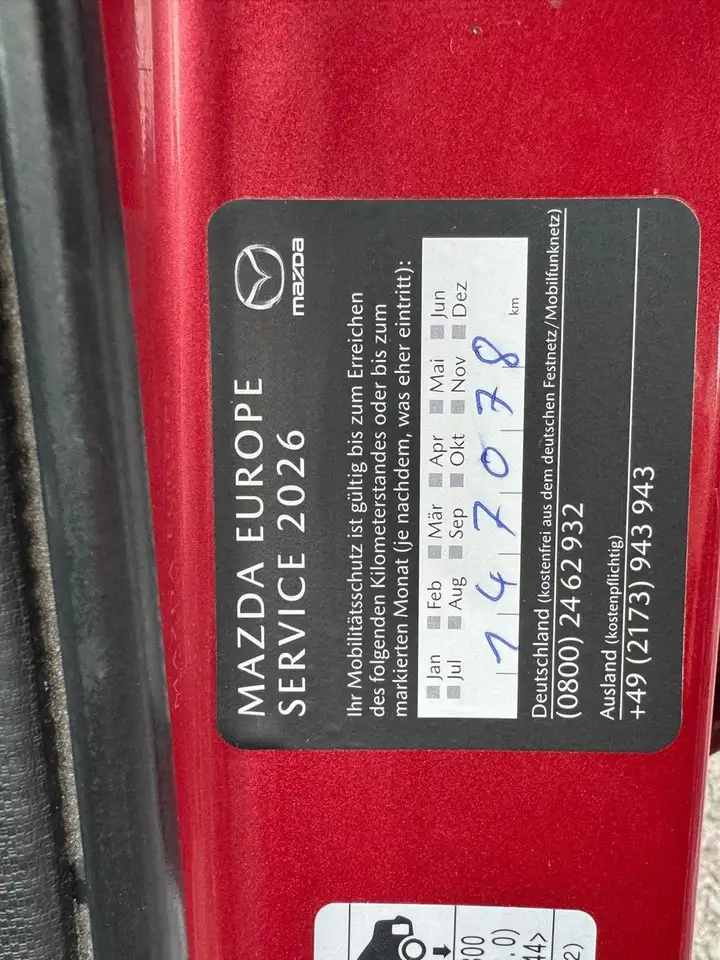 mazda
MAZDA EUROPE
SERVICE 2026
Ihr Mobilitätsschutz ist gültig bis zum Erreichen
des folgenden Kilometerstandes oder bis zum
markierten Monat (je nachdem, was eher eintritt):
Jan Feb Mär Apr Mai Jun
Jul Aug Sep Okt Nov Dez
147078 km
Deutschland (kostenfrei aus dem deutschen Festnetz/Mobilfunknetz)
(0800) 24 62 932
Ausland (kostenpflichtig)
+49 (2173) 943 943